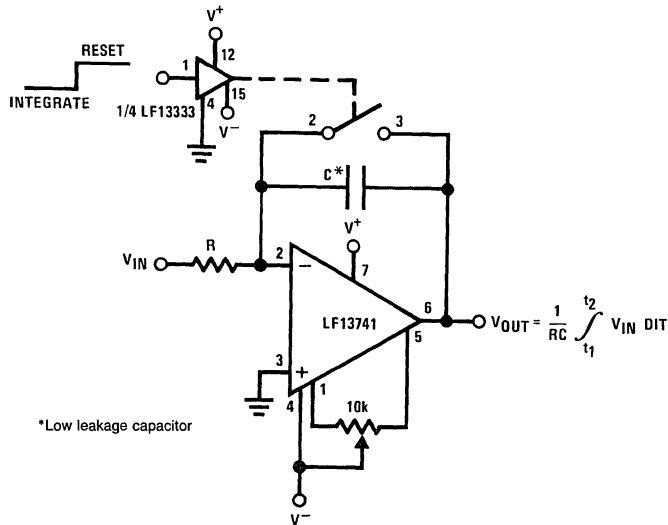 V+
RESET
INTEGRATE
1
12
15
4
1/4 LF13333
V−
2
3
C*
V+
R
VIN
2
−
7
6
LF13741
VOUT = 1/RC ∫ t1 t2 VIN DIT
5
3
+
4
1
10k
*Low leakage capacitor
V−